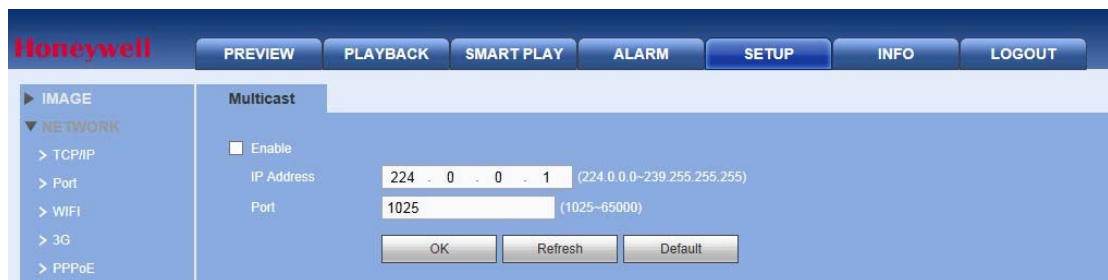 Honeywell
PREVIEW PLAYBACK SMART PLAY ALARM SETUP INFO LOGOUT
IMAGE
NETWORK
> TCP/IP
> Port
> WIFI
> 3G
> PPPoE
Multicast
Enable
IP Address 224 . 0 . 0 . 1 (224.0.0.0~239.255.255.255)
Port 1025 (1025~65000)
OK Refresh Default